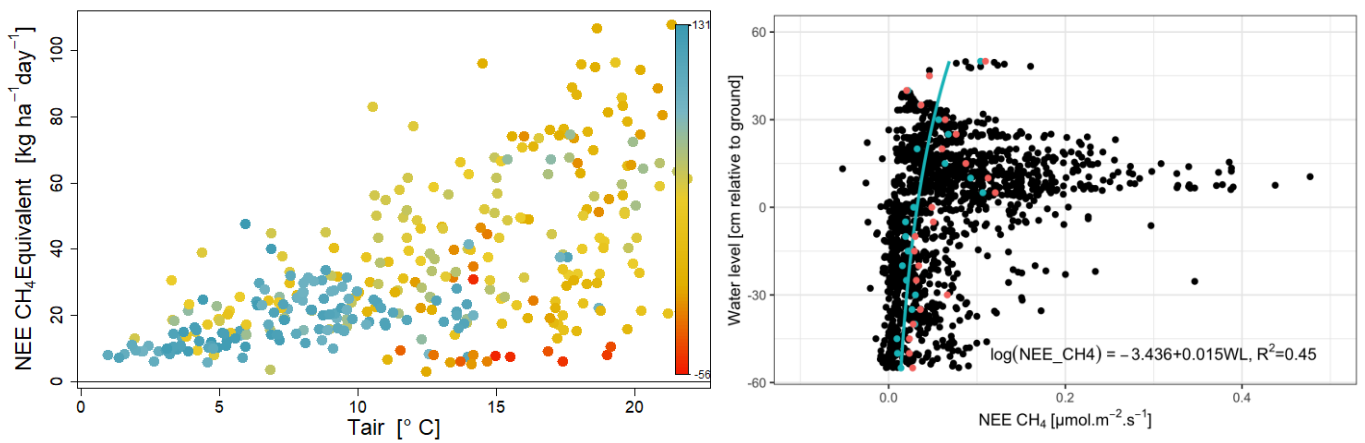 NEE CH₄Equivalent [kg ha⁻¹day⁻¹]
100
80
60
40
20
0
0 5 10 15 20
Tair [° C]
131
-56
Water level [cm relative to ground)
60
30
0
-30
-60
log(NEE_CH4) = −3.436+0.015WL, R²=0.45
0.0 0.2 0.4
NEE CH₄ [µmol.m⁻².s⁻¹]